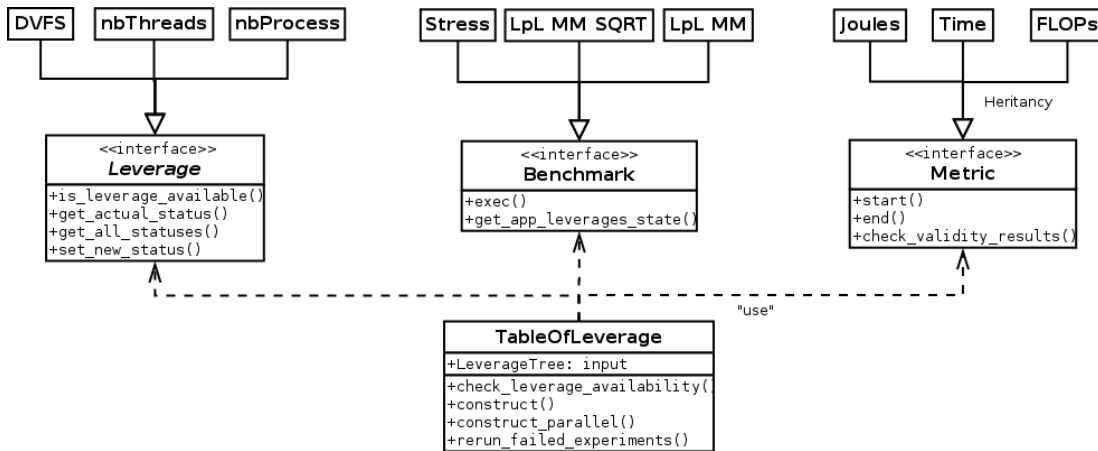 DVFS
nbThreads
nbProcess
Stress
LpL MM SQRT
LpL MM
Joules
Time
FLOPs
Heritancy
<<interface>>
Leverage
+is_leverage_available()
+get_actual_status()
+get_all_statuses()
+set_new_status()
<<interface>>
Benchmark
+exec()
+get_app_leverages_state()
<<interface>>
Metric
+start()
+end()
+check_validity_results()
"use"
TableOfLeverage
+LeverageTree: input
+check_leverage_availability()
+construct()
+construct_parallel()
+rerun_failed_experiments()